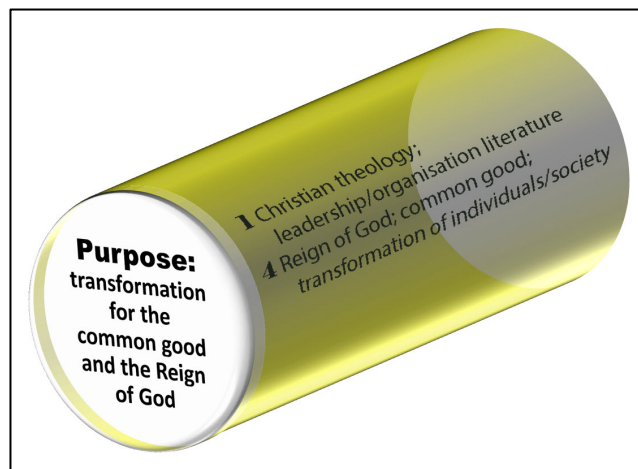 Purpose:
transformation
for the
common good
and the Reign
of God
1 Christian theology;
leadership/organisation literature
4 Reign of God; common good;
transformation of individuals/society